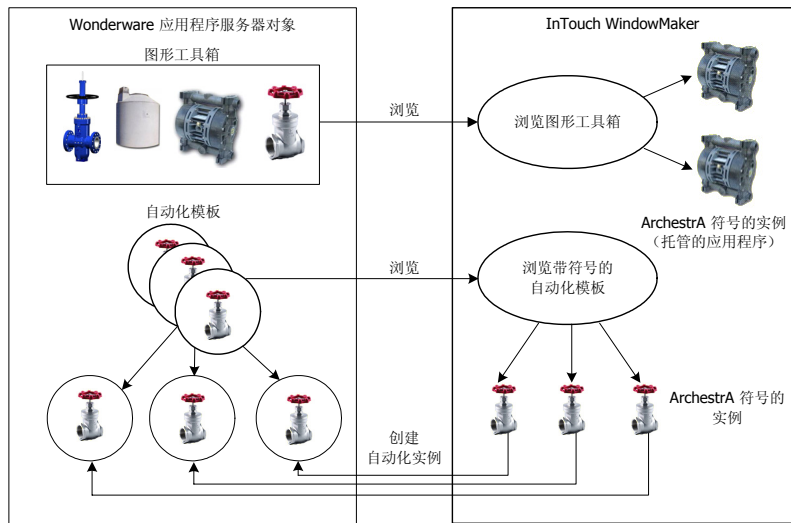 Wonderware 应用程序服务器对象
图形工具箱
InTouch WindowMaker
浏览
浏览图形工具箱
ArchestrA 符号的实例
（托管的应用程序）
自动化模板
浏览
浏览带符号的
自动化模板
ArchestrA 符号的
实例
创建
自动化实例